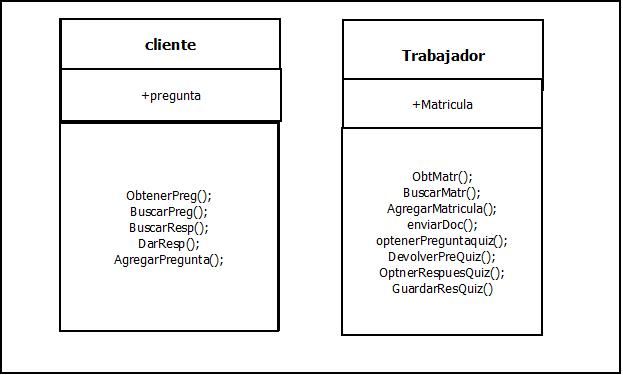 cliente
+pregunta
ObtenerPreg();
BuscarPreg();
BuscarResp();
DarResp();
AgregarPregunta();
Trabajador
+Matricula
ObtMatr();
BuscarMatr();
AgregarMatricula();
enviarDoc();
optenerPreguntaquiz();
DevolverPreQuiz();
OptnerRespuesQuiz();
GuardarResQuiz()